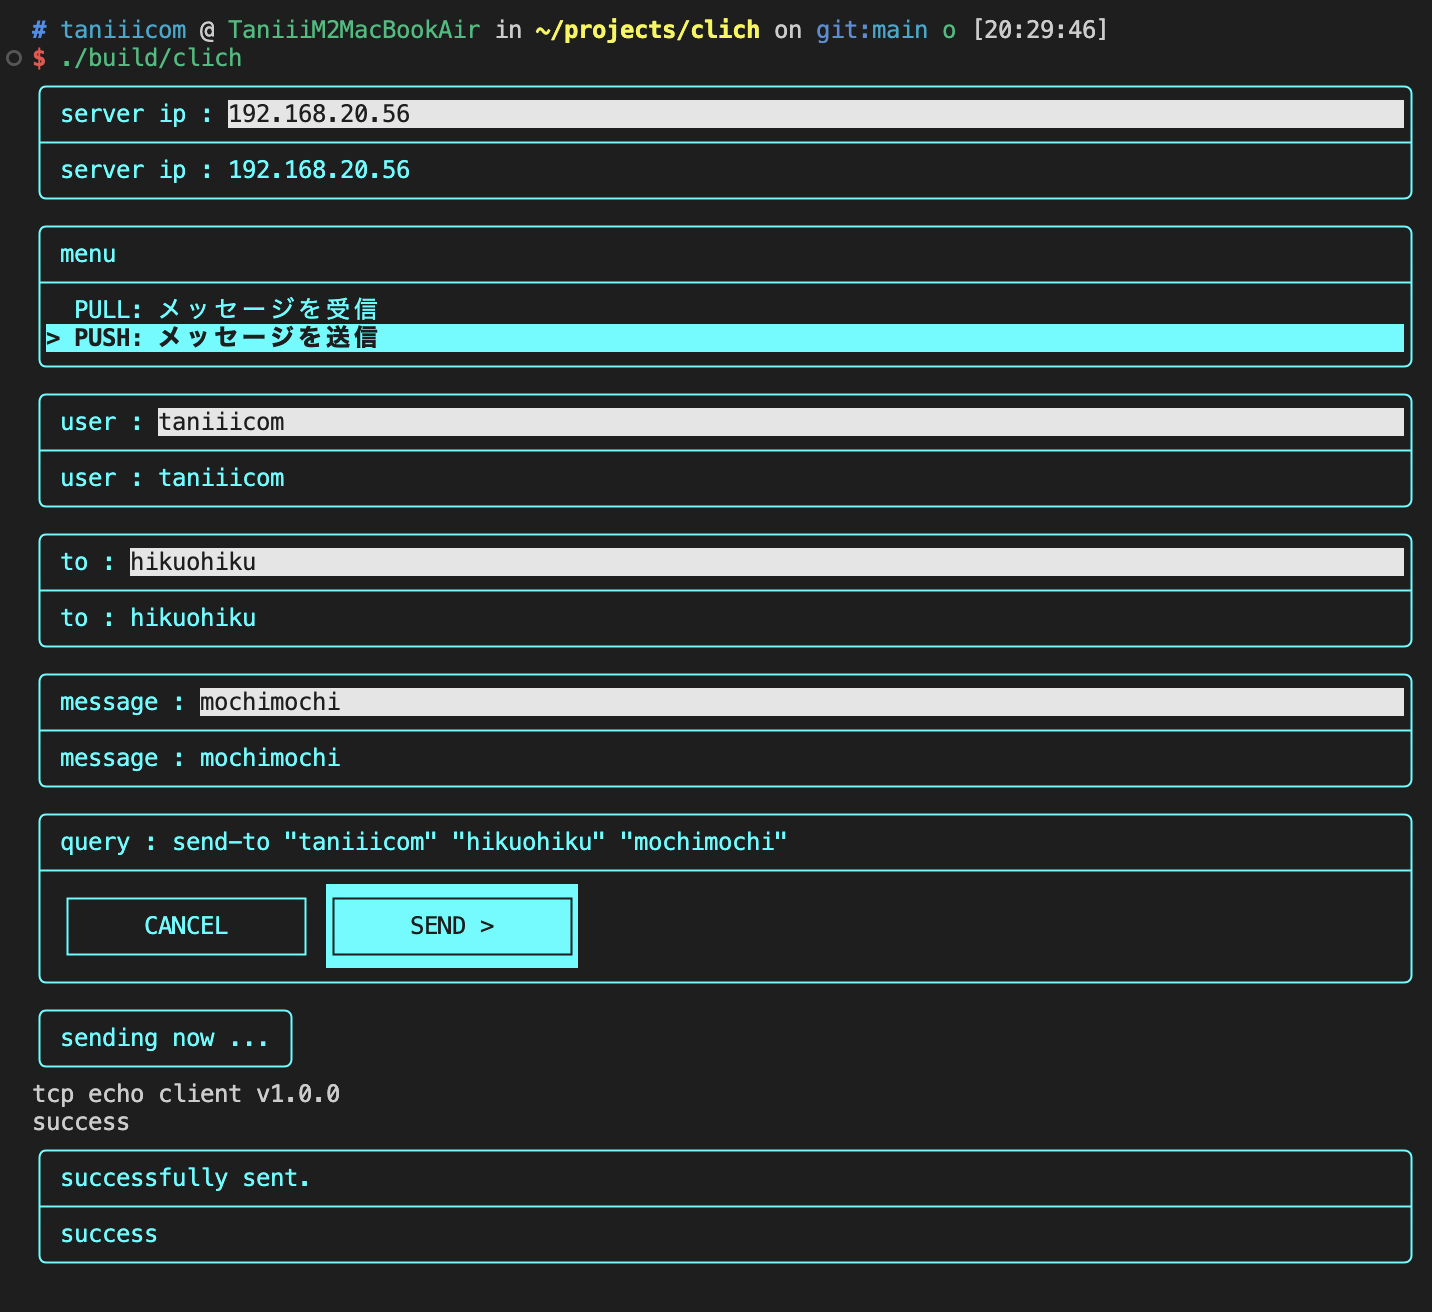 # taniiicom @ TaniiiM2MacBookAir in ~/projects/clich on git:main o [20:29:46]
$ ./build/clich
server ip : 192.168.20.56
server ip : 192.168.20.56
menu
PULL: メッセージを受信
> PUSH: メッセージを送信
user : taniiicom
user : taniiicom
to : hikuohiku
to : hikuohiku
message : mochimochi
message : mochimochi
query : send-to "taniiicom" "hikuohiku" "mochimochi"
CANCEL SEND >
sending now ...
tcp echo client v1.0.0
success
successfully sent.
success